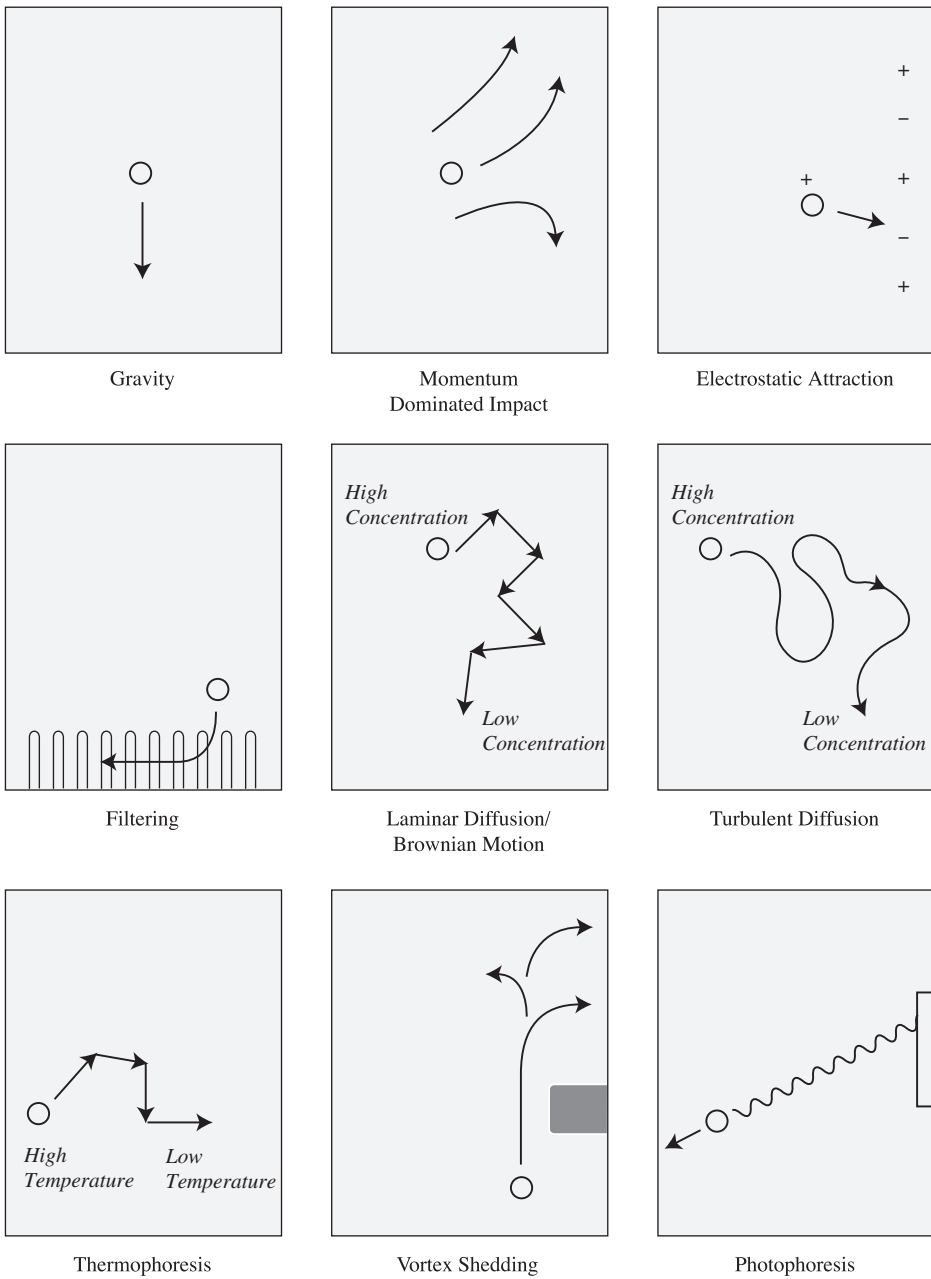 +
−
+
+
−
+
Gravity
Momentum
Dominated Impact
Electrostatic Attraction
High
Concentration
Low
Concentration
High
Concentration
Low
Concentration
Filtering
Laminar Diffusion/
Brownian Motion
Turbulent Diffusion
High
Temperature
Low
Temperature
Thermophoresis
Vortex Shedding
Photophoresis